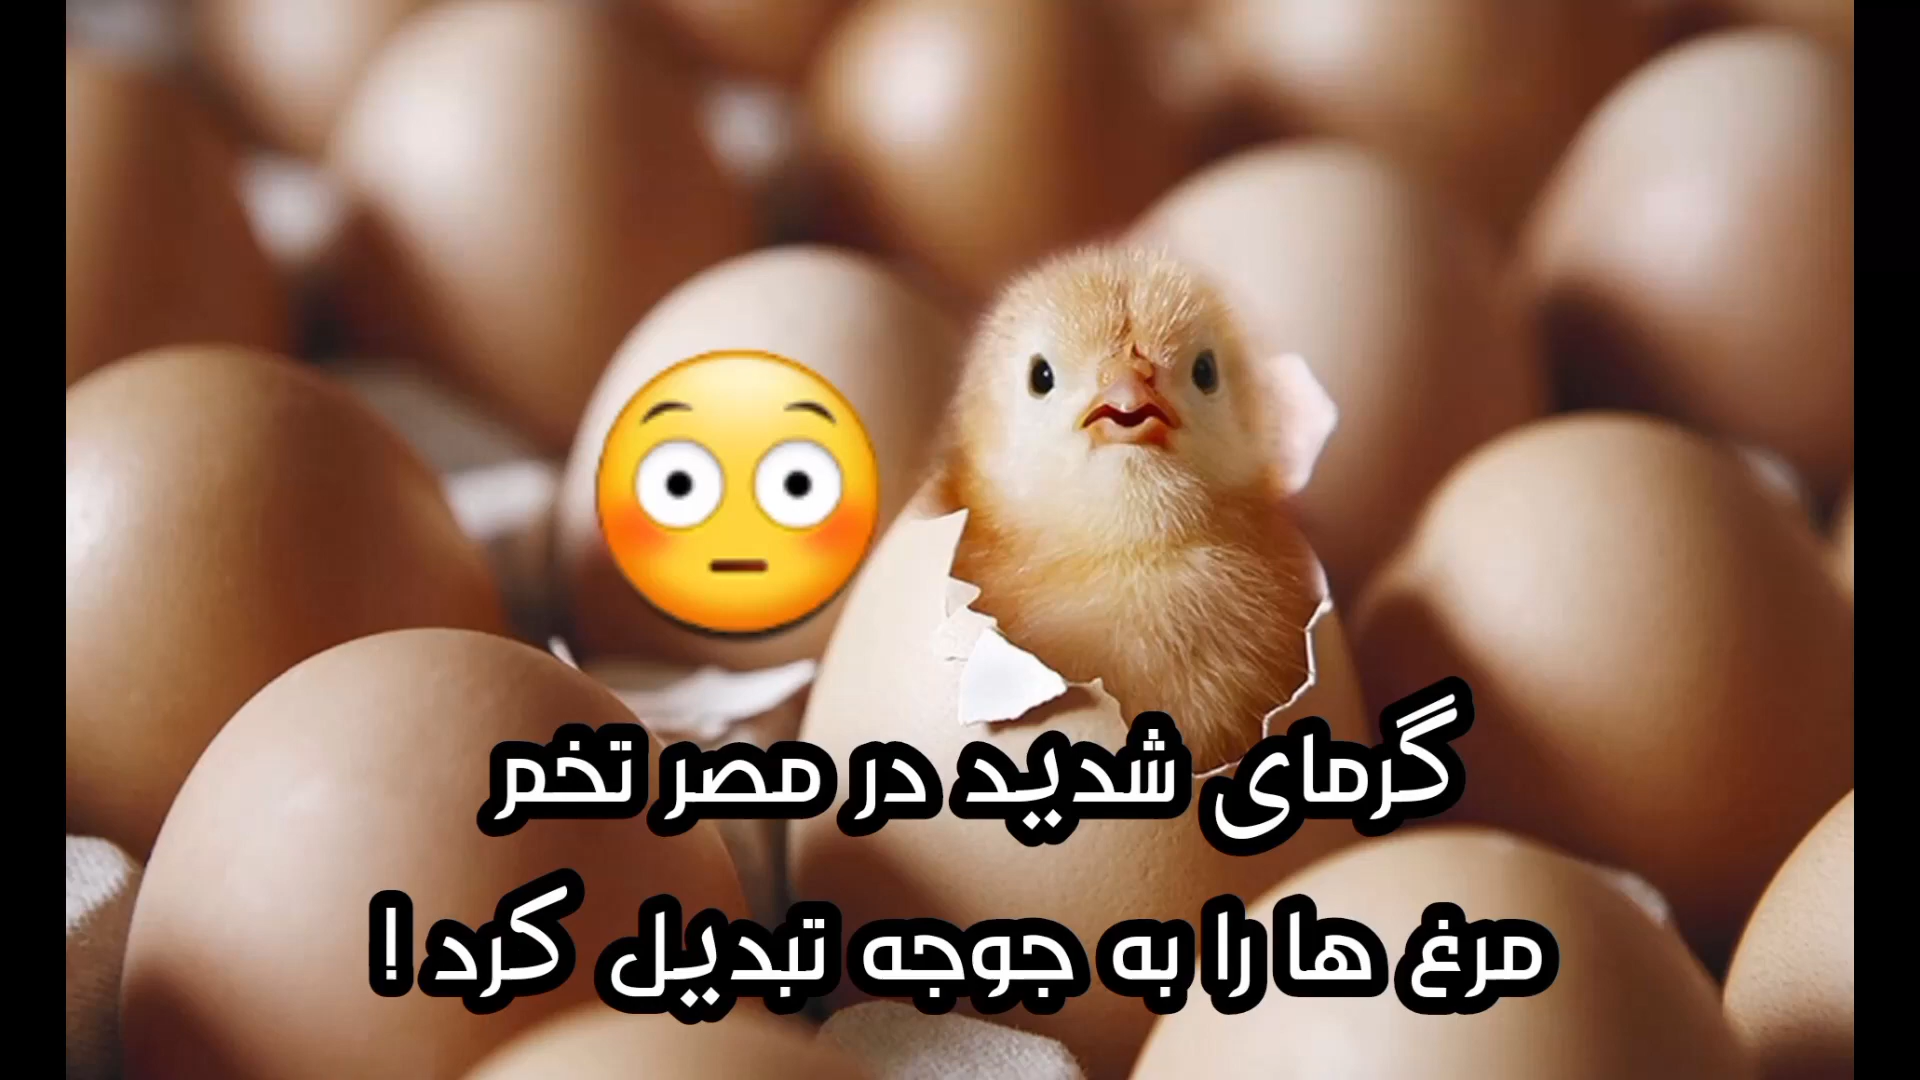 گرمای شدید در مصر تخم
مرغ ها را به جوجه تبدیل کرد !